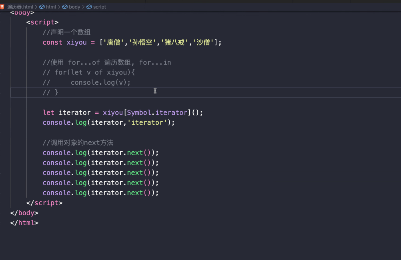 html > body > script
<body>
<script>
//声明一个数组
const xiyou = ['唐僧','孙悟空','猪八戒','沙僧'];
//使用 for...of 遍历数组, for...in
// for(let v of xiyou){
// console.log(v);
// }
let iterator = xiyou[Symbol.iterator]();
console.log(iterator,'iterator');
//调用对象的next方法
console.log(iterator.next());
console.log(iterator.next());
console.log(iterator.next());
console.log(iterator.next());
console.log(iterator.next());
</script>
</body>
</html>